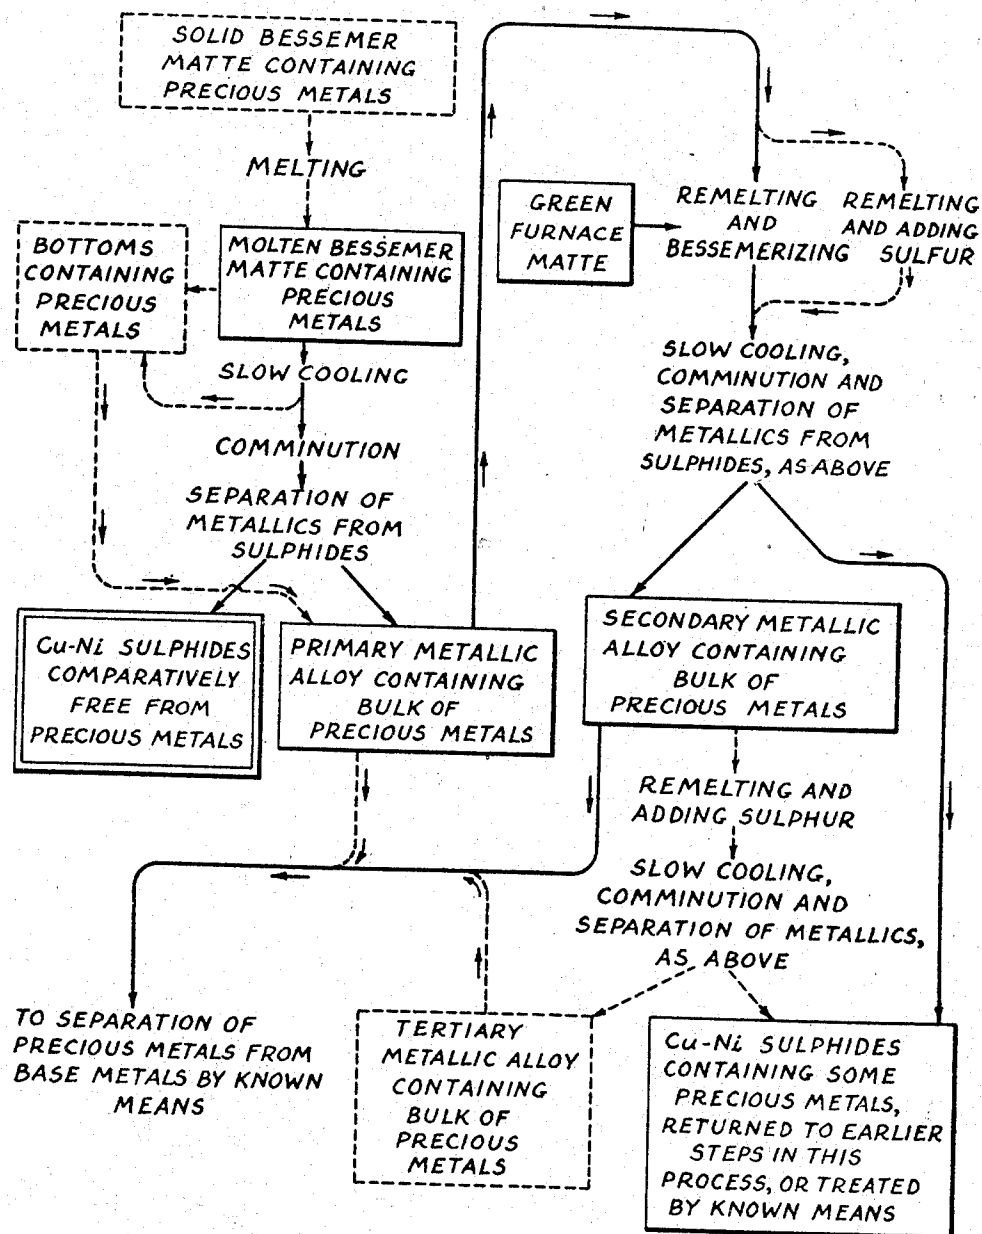 SOLID BESSEMER
MATTE CONTAINING
PRECIOUS METALS
MELTING
BOTTOMS
CONTAINING
PRECIOUS
METALS
MOLTEN BESSEMER
MATTE CONTAINING
PRECIOUS
METALS
SLOW COOLING
COMMINUTION
SEPARATION OF
METALLICS FROM
SULPHIDES
Cu-Ni SULPHIDES
COMPARATIVELY
FREE FROM
PRECIOUS METALS
PRIMARY METALLIC
ALLOY CONTAINING
BULK OF
PRECIOUS METALS
GREEN
FURNACE
MATTE
REMELTING
AND
BESSEMERIZING
REMELTING
AND ADDING
SULFUR
SLOW COOLING,
COMMINUTION AND
SEPARATION OF
METALLICS FROM
SULPHIDES, AS ABOVE
SECONDARY METALLIC
ALLOY CONTAINING
BULK OF
PRECIOUS METALS
REMELTING AND
ADDING SULPHUR
SLOW COOLING,
COMMINUTION AND
SEPARATION OF METALLICS,
AS ABOVE
TO SEPARATION OF
PRECIOUS METALS FROM
BASE METALS BY KNOWN
MEANS
TERTIARY
METALLIC ALLOY
CONTAINING
BULK OF
PRECIOUS
METALS
Cu-Ni SULPHIDES
CONTAINING SOME
PRECIOUS METALS,
RETURNED TO EARLIER
STEPS IN THIS
PROCESS, OR TREATED
BY KNOWN MEANS